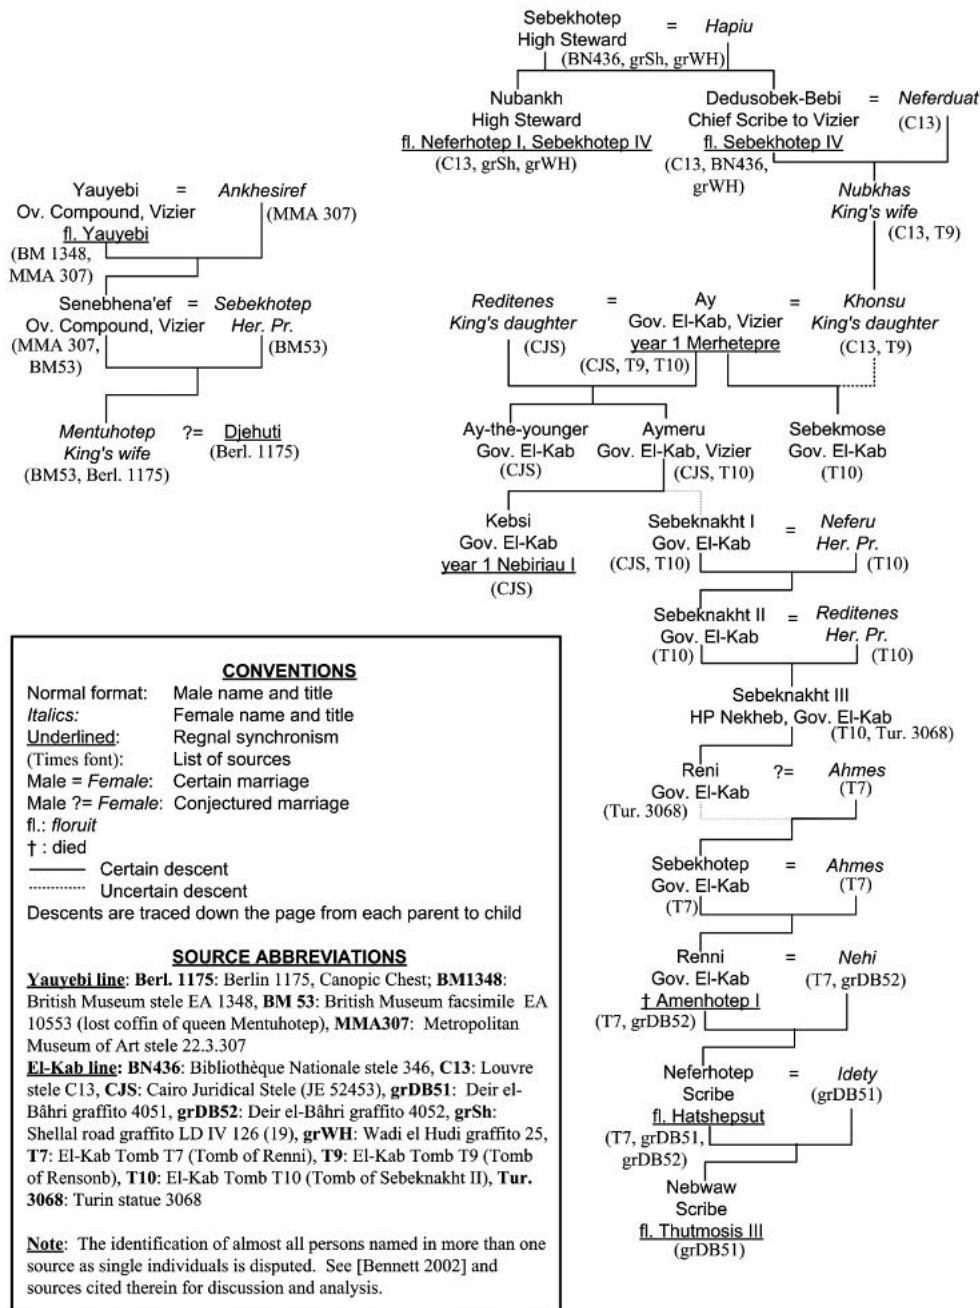 Sebekhotep = Hapiu
High Steward
(BN436, grSh, grWH)
Nubankh
High Steward
fl. Neferhotep I, Sebekhotep IV
(C13, grSh, grWH)
Dedusobek-Bebi = Neferduat
Chief Scribe to Vizier
(C13)
fl. Sebekhotep IV
(C13, BN436,
grWH)
Nubkhas
King's wife
(C13, T9)
Yauyebi = Ankhesiref
Ov. Compound, Vizier
(MMA 307)
fl. Yauyebi
(BM 1348,
MMA 307)
Senebhena'ef = Sebekhotep
Ov. Compound, Vizier
Her. Pr.
(MMA 307,
BM53)
(BM53)
Mentuhotep ?= Djehuti
King's wife
(Berl. 1175)
(BM53, Berl. 1175)
Reditenes = Ay = Khonsu
King's daughter
Gov. El-Kab, Vizier
King's daughter
(CJS)
year 1 Merhetepre
(C13, T9)
(CJS, T9, T10)
Ay-the-younger
Gov. El-Kab
(CJS)
Aymeru
Gov. El-Kab, Vizier
(CJS, T10)
Sebekmose
Gov. El-Kab
(T10)
Kebsi
Gov. El-Kab
year 1 Nebiriau I
(CJS)
Sebeknakht I = Neferu
Gov. El-Kab
Her. Pr.
(CJS, T10)
(T10)
Sebeknakht II = Reditenes
Gov. El-Kab
Her. Pr.
(T10)
(T10)
Sebeknakht III
HP Nekheb, Gov. El-Kab
(T10, Tur. 3068)
Reni ?= Ahmes
Gov. El-Kab
(T7)
(Tur. 3068)
Sebekhotep = Ahmes
Gov. El-Kab
(T7)
(T7)
Renni = Nehi
Gov. El-Kab
(T7, grDB52)
† Amenhotep I
(T7, grDB52)
Neferhotep = Idety
Scribe
(grDB51)
fl. Hatshepsut
(T7, grDB51,
grDB52)
Nebwaw
Scribe
fl. Thutmosis III
(grDB51)
CONVENTIONS
Normal format: Male name and title
Italics: Female name and title
Underlined: Regnal synchronism
(Times font): List of sources
Male = Female: Certain marriage
Male ?= Female: Conjectured marriage
fl.: floruit
† : died
Certain descent
Uncertain descent
Descents are traced down the page from each parent to child
SOURCE ABBREVIATIONS
Yauyebi line: Berl. 1175: Berlin 1175, Canopic Chest; BM1348:
British Museum stele EA 1348, BM 53: British Museum facsimile EA
10553 (lost coffin of queen Mentuhotep), MMA307: Metropolitan
Museum of Art stele 22.3.307
El-Kab line: BN436: Bibliothèque Nationale stele 346, C13: Louvre
stele C13, CJS: Cairo Juridical Stele (JE 52453), grDB51: Deir el-
Bâhri graffito 4051, grDB52: Deir el-Bâhri graffito 4052, grSh:
Shellal road graffito LD IV 126 (19), grWH: Wadi el Hudi graffito 25,
T7: El-Kab Tomb T7 (Tomb of Renni), T9: El-Kab Tomb T9 (Tomb
of Rensonb), T10: El-Kab Tomb T10 (Tomb of Sebeknakht II), Tur.
3068: Turin statue 3068
Note: The identification of almost all persons named in more than one
source as single individuals is disputed. See [Bennett 2002] and
sources cited therein for discussion and analysis.